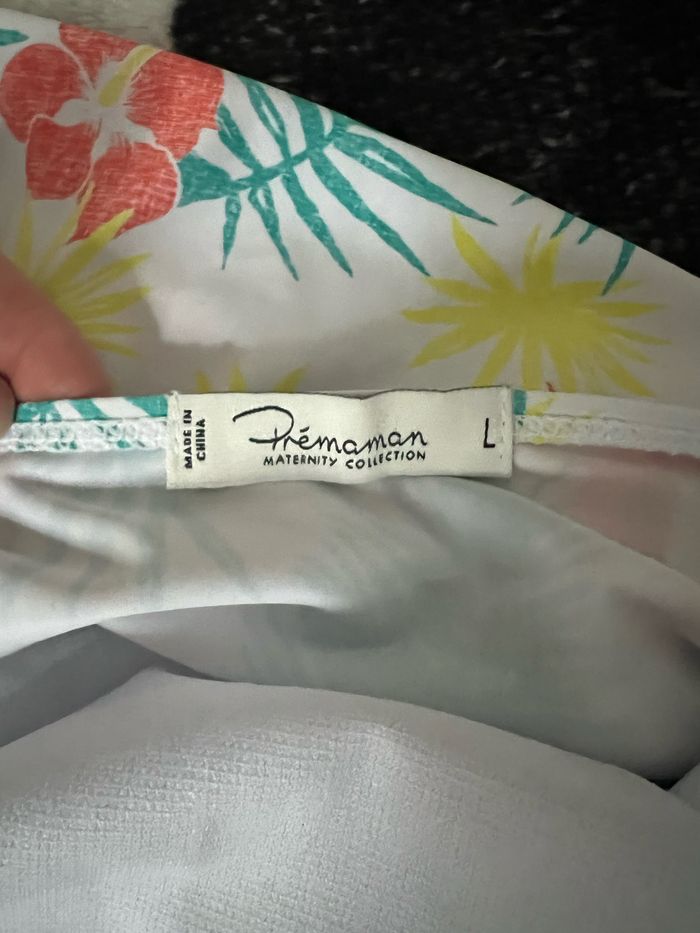 MADE IN
CHINA
Prémaman
MATERNITY COLLECTION
L